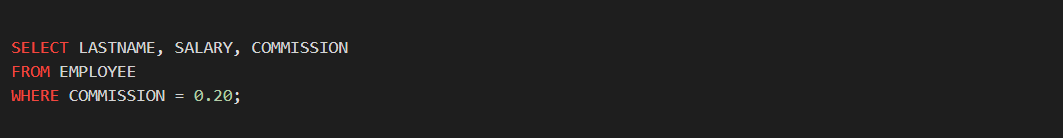 SELECT LASTNAME, SALARY, COMMISSION
FROM EMPLOYEE
WHERE COMMISSION = 0.20;